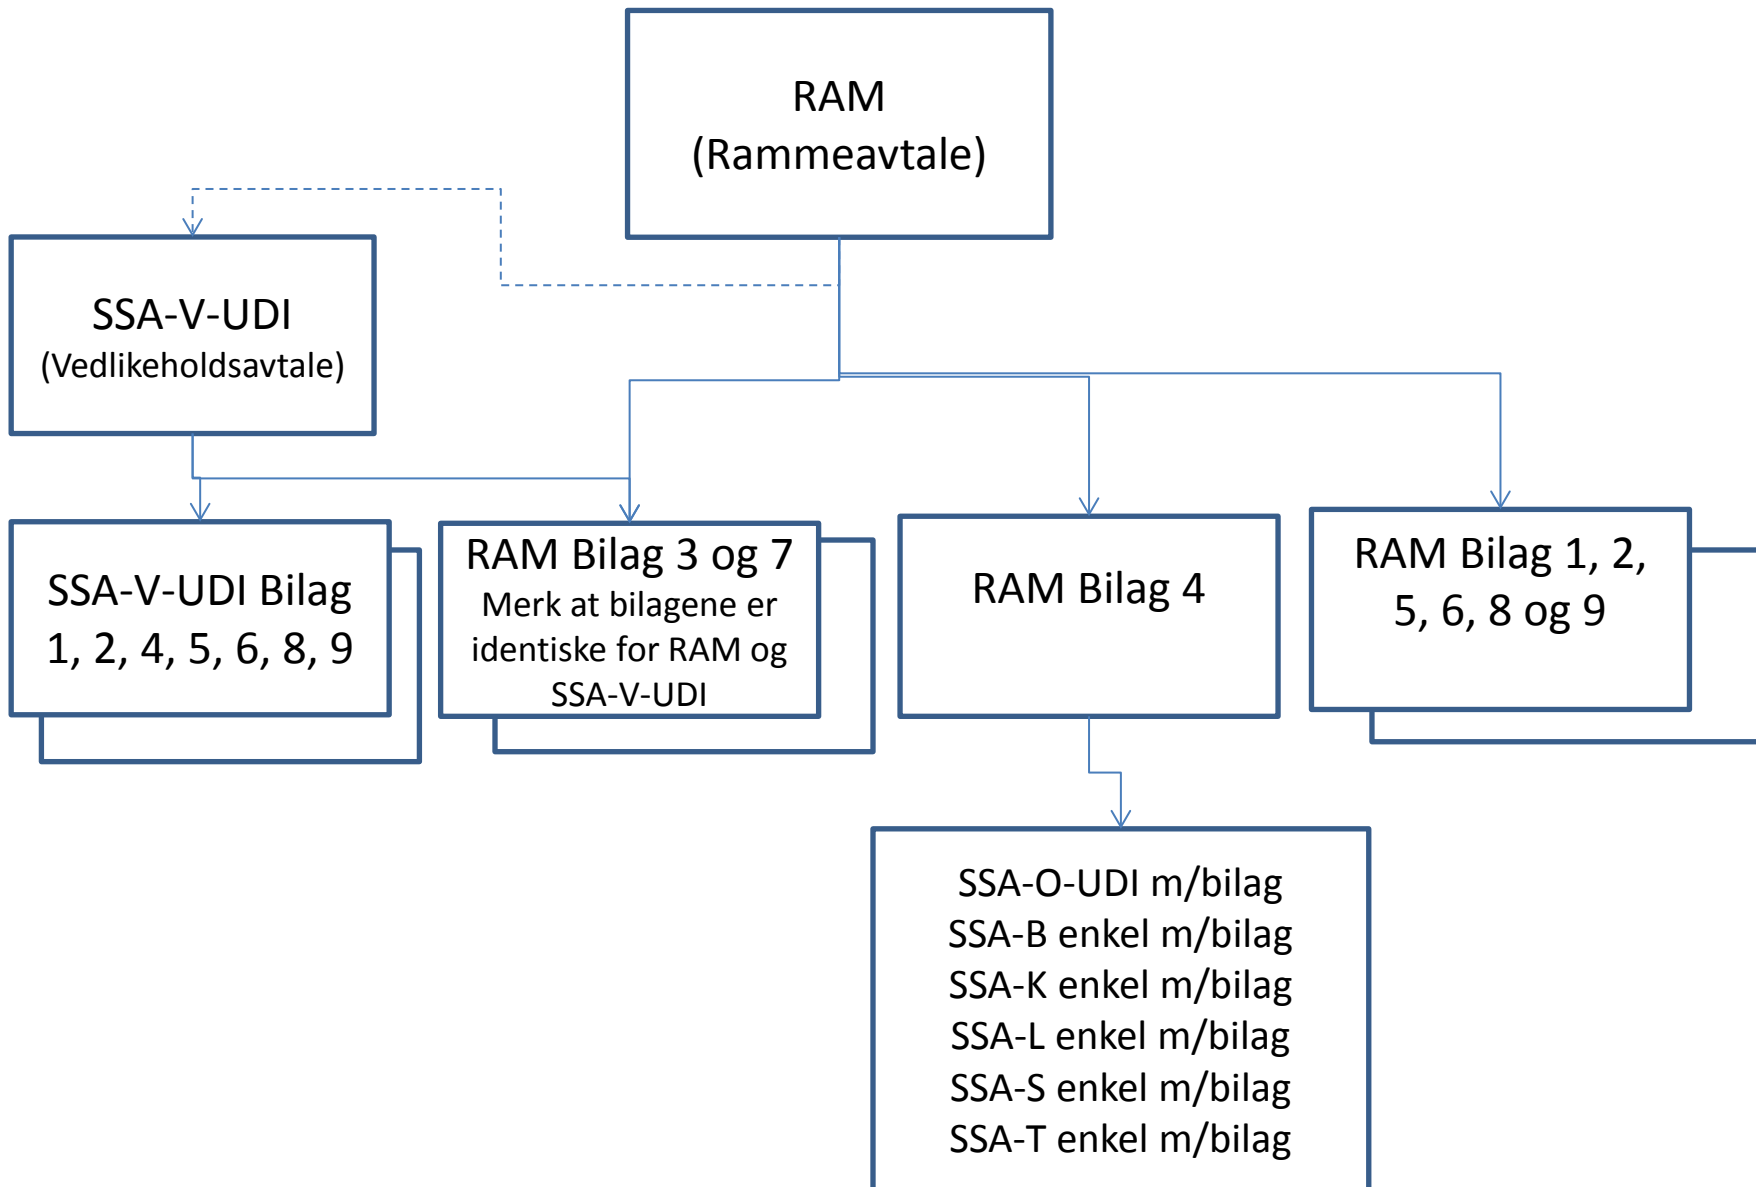 RAM
(Rammeavtale)
SSA-V-UDI
(Vedlikeholdsavtale)
SSA-V-UDI Bilag
1, 2, 4, 5, 6, 8, 9
RAM Bilag 3 og 7
Merk at bilagene er
identiske for RAM og
SSA-V-UDI
RAM Bilag 4
RAM Bilag 1, 2,
5, 6, 8 og 9
SSA-O-UDI m/bilag
SSA-B enkel m/bilag
SSA-K enkel m/bilag
SSA-L enkel m/bilag
SSA-S enkel m/bilag
SSA-T enkel m/bilag